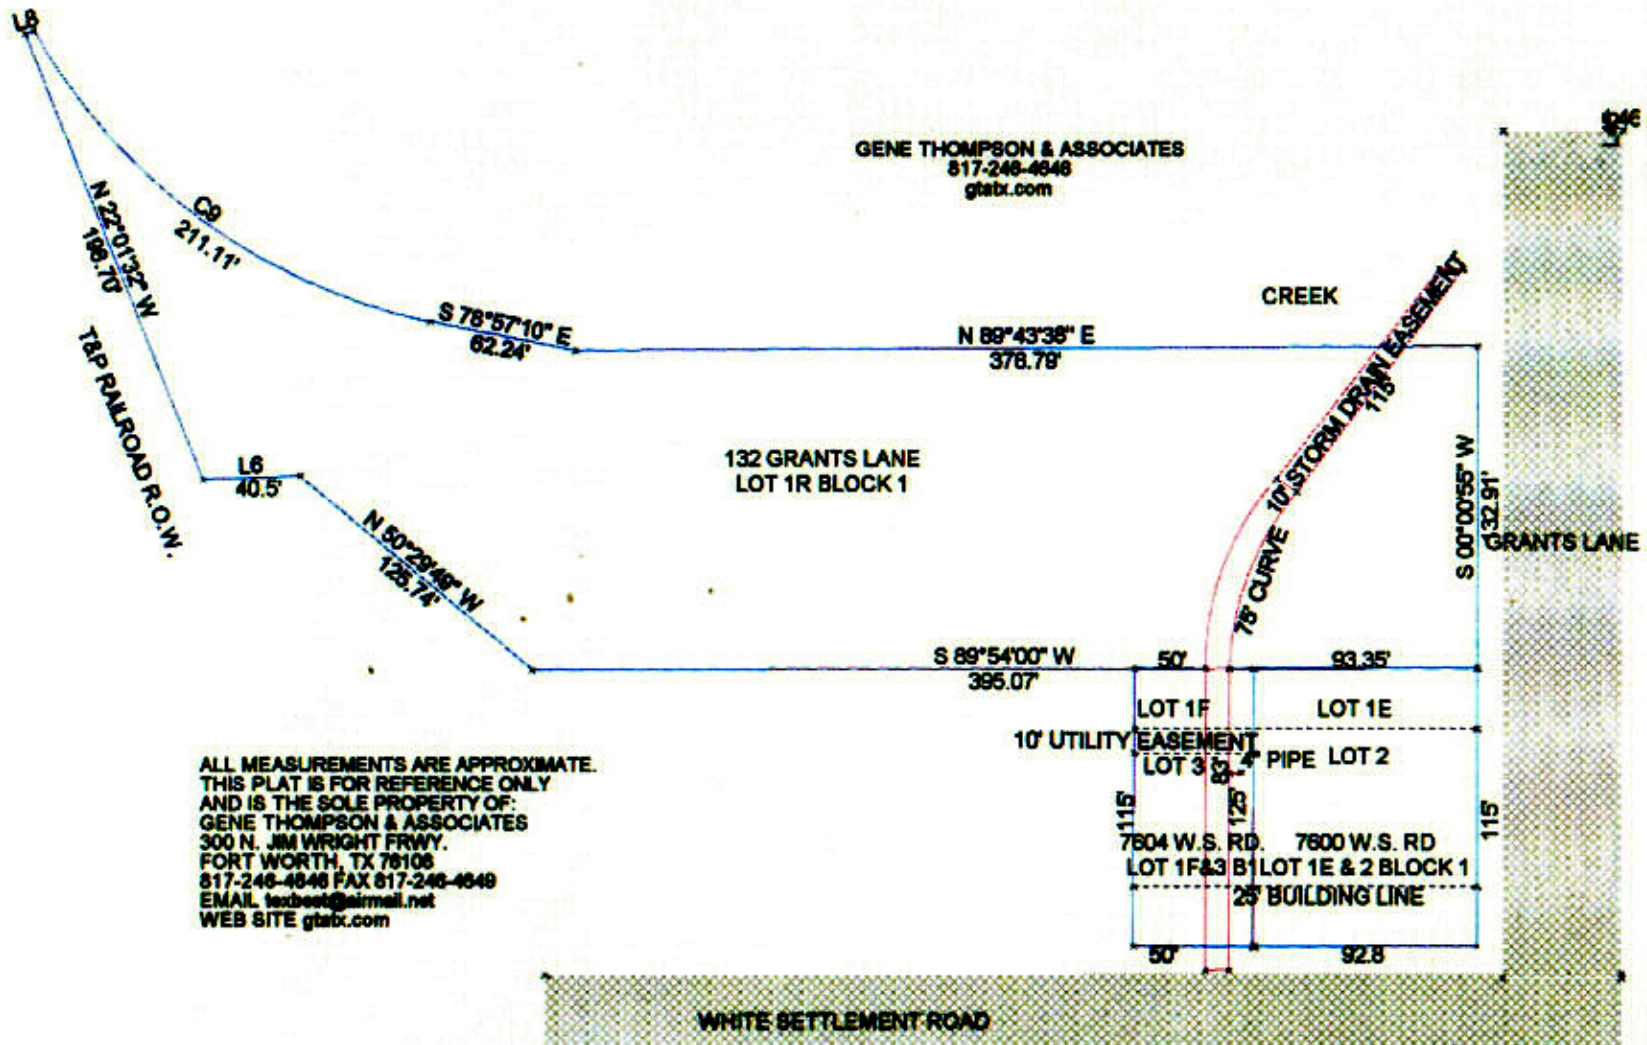 L8
GENE THOMPSON & ASSOCIATES
817-246-4646
gtatx.com
N 22°01'32" W
198.70'
C9
211.11'
T&P RAILROAD R.O.W.
S 78°57'10" E
62.24'
N 89°43'38" E
376.79'
CREEK
10' STORM DRAIN EASEMENT
115'
75' CURVE
132 GRANTS LANE
LOT 1R BLOCK 1
L6
40.5'
N 50°29'49" W
125.74'
S 00°00'55" W
132.91'
GRANTS LANE
S 89°54'00" W
395.07'
50'
93.35'
LOT 1F
LOT 1E
10' UTILITY EASEMENT
LOT 3
83'
4" PIPE
LOT 2
115'
125'
115'
7604 W.S. RD.
7600 W.S. RD
LOT 1F&3 B1
LOT 1E & 2 BLOCK 1
25' BUILDING LINE
50'
92.8
ALL MEASUREMENTS ARE APPROXIMATE.
THIS PLAT IS FOR REFERENCE ONLY
AND IS THE SOLE PROPERTY OF:
GENE THOMPSON & ASSOCIATES
300 N. JIM WRIGHT FRWY.
FORT WORTH, TX 76108
817-246-4646 FAX 817-246-4649
EMAIL texbest@airmail.net
WEB SITE gtatx.com
WHITE SETTLEMENT ROAD